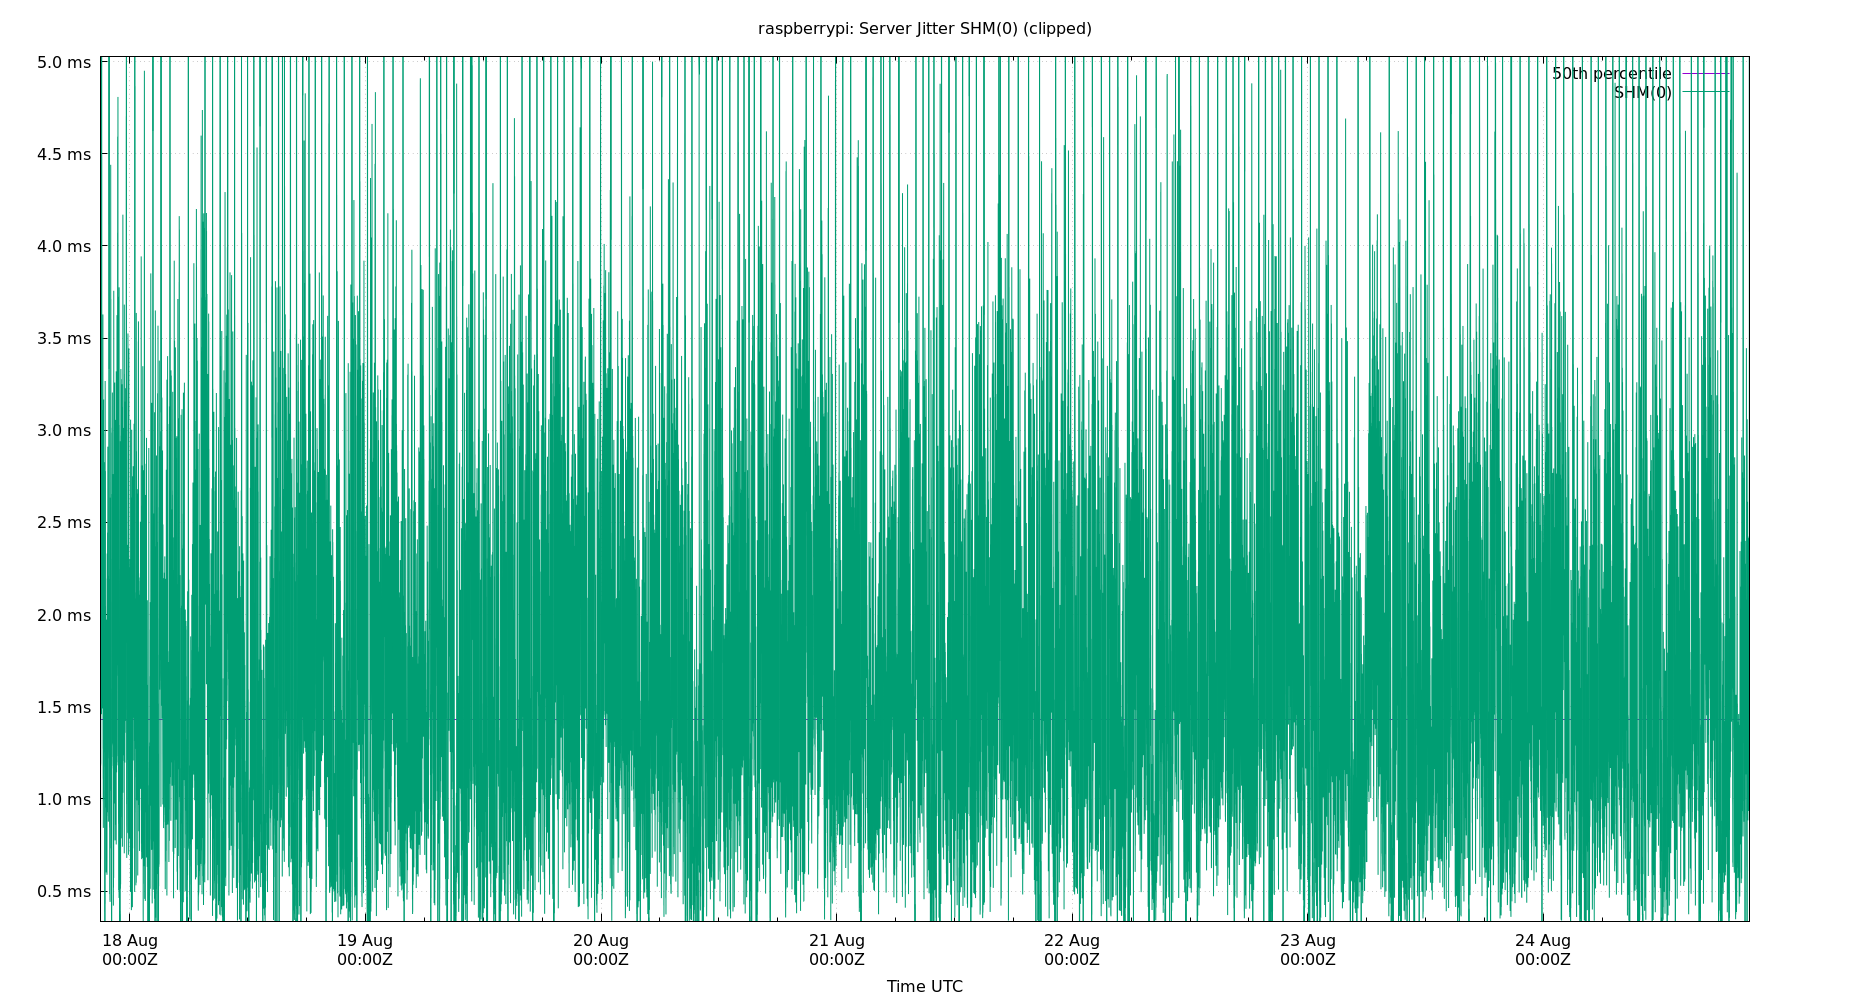 raspberrypi: Server Jitter SHM(0) (clipped)
5.0 ms
50th percentile
SHM(0)
4.5 ms
4.0 ms
3.5 ms
3.0 ms
2.5 ms
2.0 ms
1.5 ms
1.0 ms
0.5 ms
18 Aug 19 Aug 20 Aug 21 Aug 22 Aug 23 Aug 24 Aug
00:00Z 00:00Z 00:00Z 00:00Z 00:00Z 00:00Z 00:00Z
Time UTC